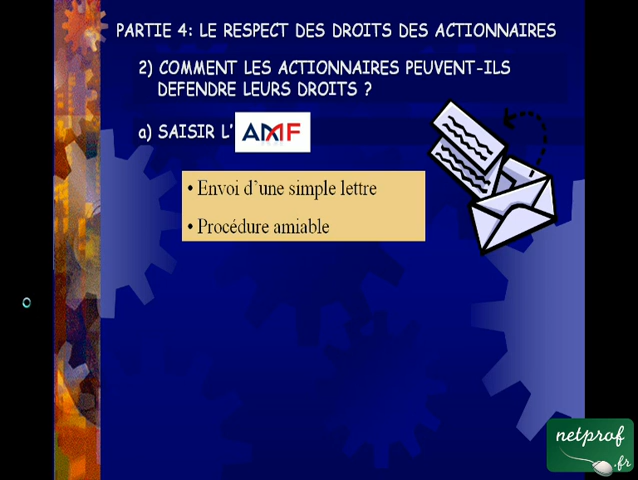 PARTIE 4: LE RESPECT DES DROITS DES ACTIONNAIRES
2) COMMENT LES ACTIONNAIRES PEUVENT-ILS
DEFENDRE LEURS DROITS ?
a) SAISIR L' AMF
• Envoi d'une simple lettre
• Procédure amiable
netprof
.fr